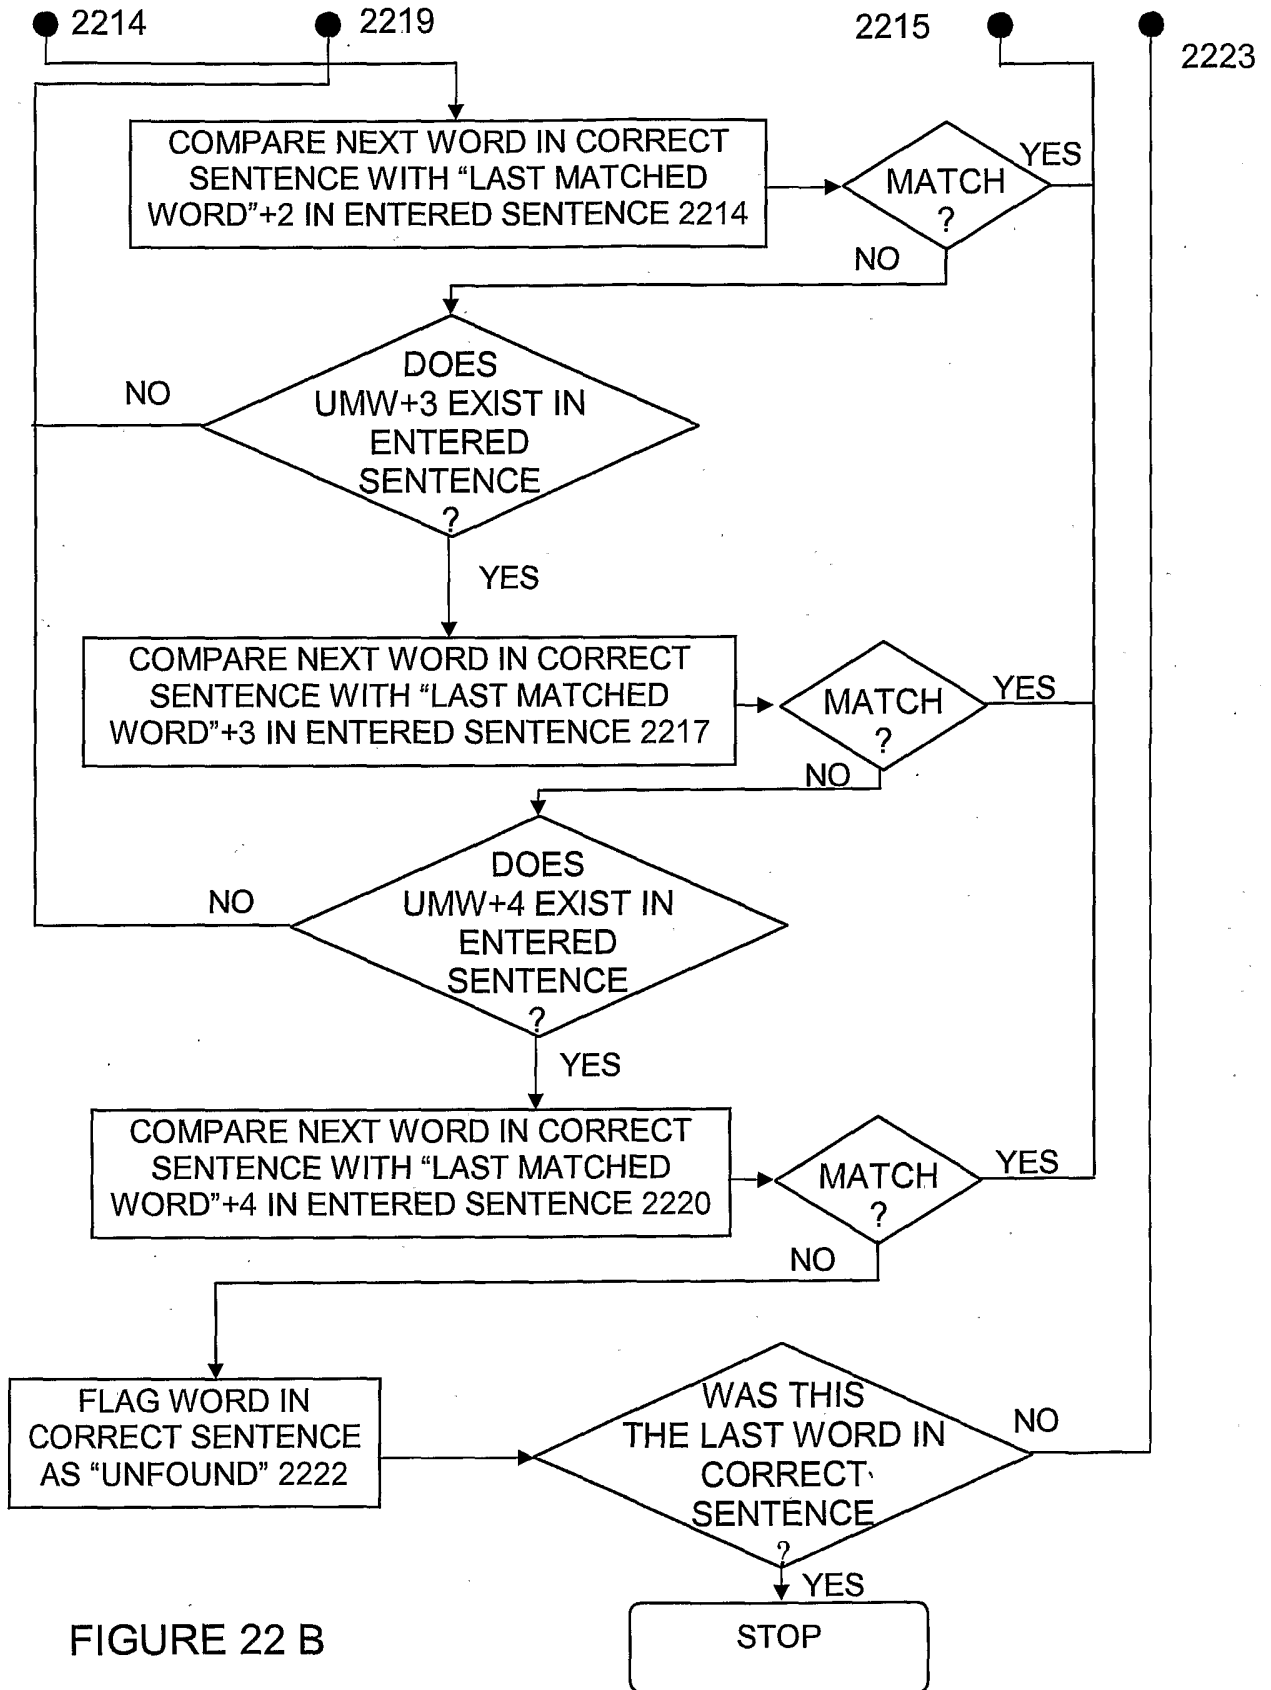 2214
2219
2215
2223
COMPARE NEXT WORD IN CORRECT
SENTENCE WITH “LAST MATCHED
WORD”+2 IN ENTERED SENTENCE 2214
MATCH
?
YES
NO
DOES
UMW+3 EXIST IN
ENTERED
SENTENCE
?
NO
YES
COMPARE NEXT WORD IN CORRECT
SENTENCE WITH “LAST MATCHED
WORD”+3 IN ENTERED SENTENCE 2217
MATCH
?
YES
NO
DOES
UMW+4 EXIST IN
ENTERED
SENTENCE
?
NO
YES
COMPARE NEXT WORD IN CORRECT
SENTENCE WITH “LAST MATCHED
WORD”+4 IN ENTERED SENTENCE 2220
MATCH
?
YES
NO
FLAG WORD IN
CORRECT SENTENCE
AS “UNFOUND” 2222
WAS THIS
THE LAST WORD IN
CORRECT
SENTENCE
?
NO
YES
STOP
FIGURE 22 B